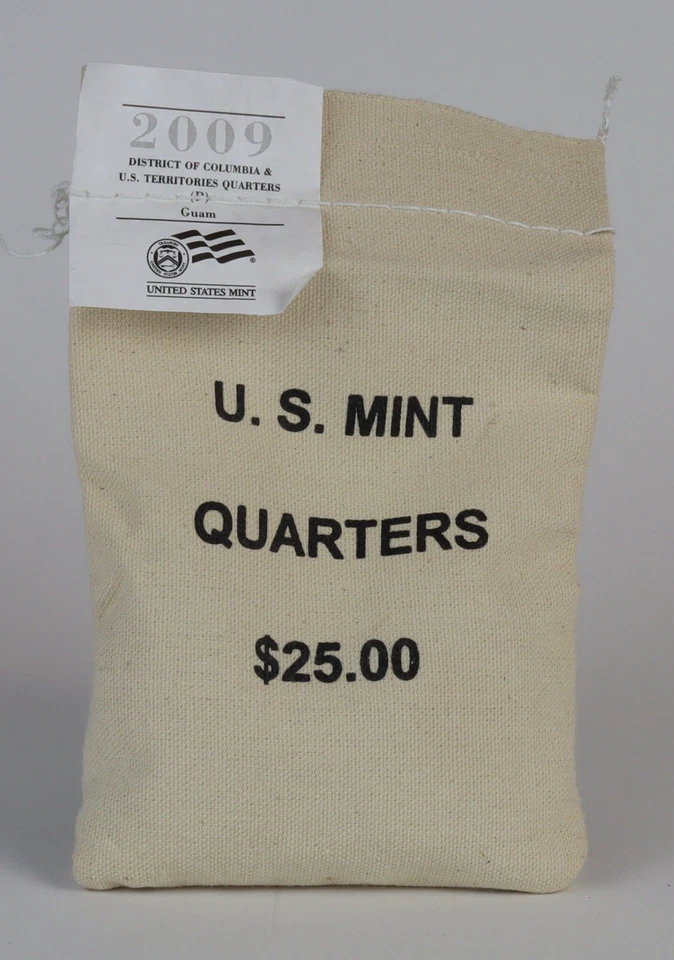 2009
DISTRICT OF COLUMBIA &
U.S. TERRITORIES QUARTERS
Guam
UNITED STATES MINT
U. S. MINT
QUARTERS
$25.00